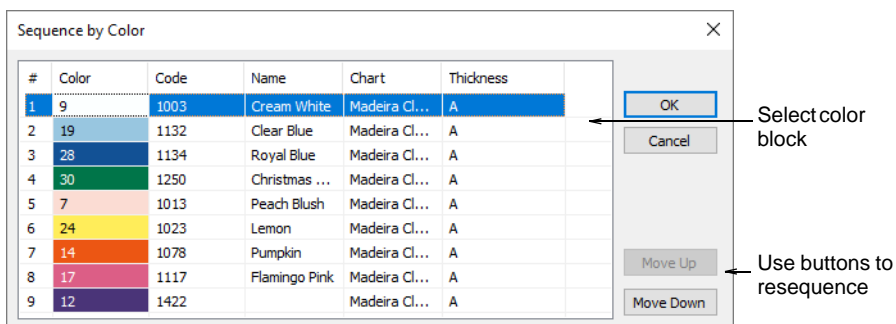 Sequence by Color
# Color Code Name Chart Thickness
1 9 1003 Cream White Madeira Cl... A
2 19 1132 Clear Blue Madeira Cl... A
3 28 1134 Royal Blue Madeira Cl... A
4 30 1250 Christmas ... Madeira Cl... A
5 7 1013 Peach Blush Madeira Cl... A
6 24 1023 Lemon Madeira Cl... A
7 14 1078 Pumpkin Madeira Cl... A
8 17 1117 Flamingo Pink Madeira Cl... A
9 12 1422 Madeira Cl... A
OK
Cancel
Move Up
Move Down
Select color
block
Use buttons to
resequence